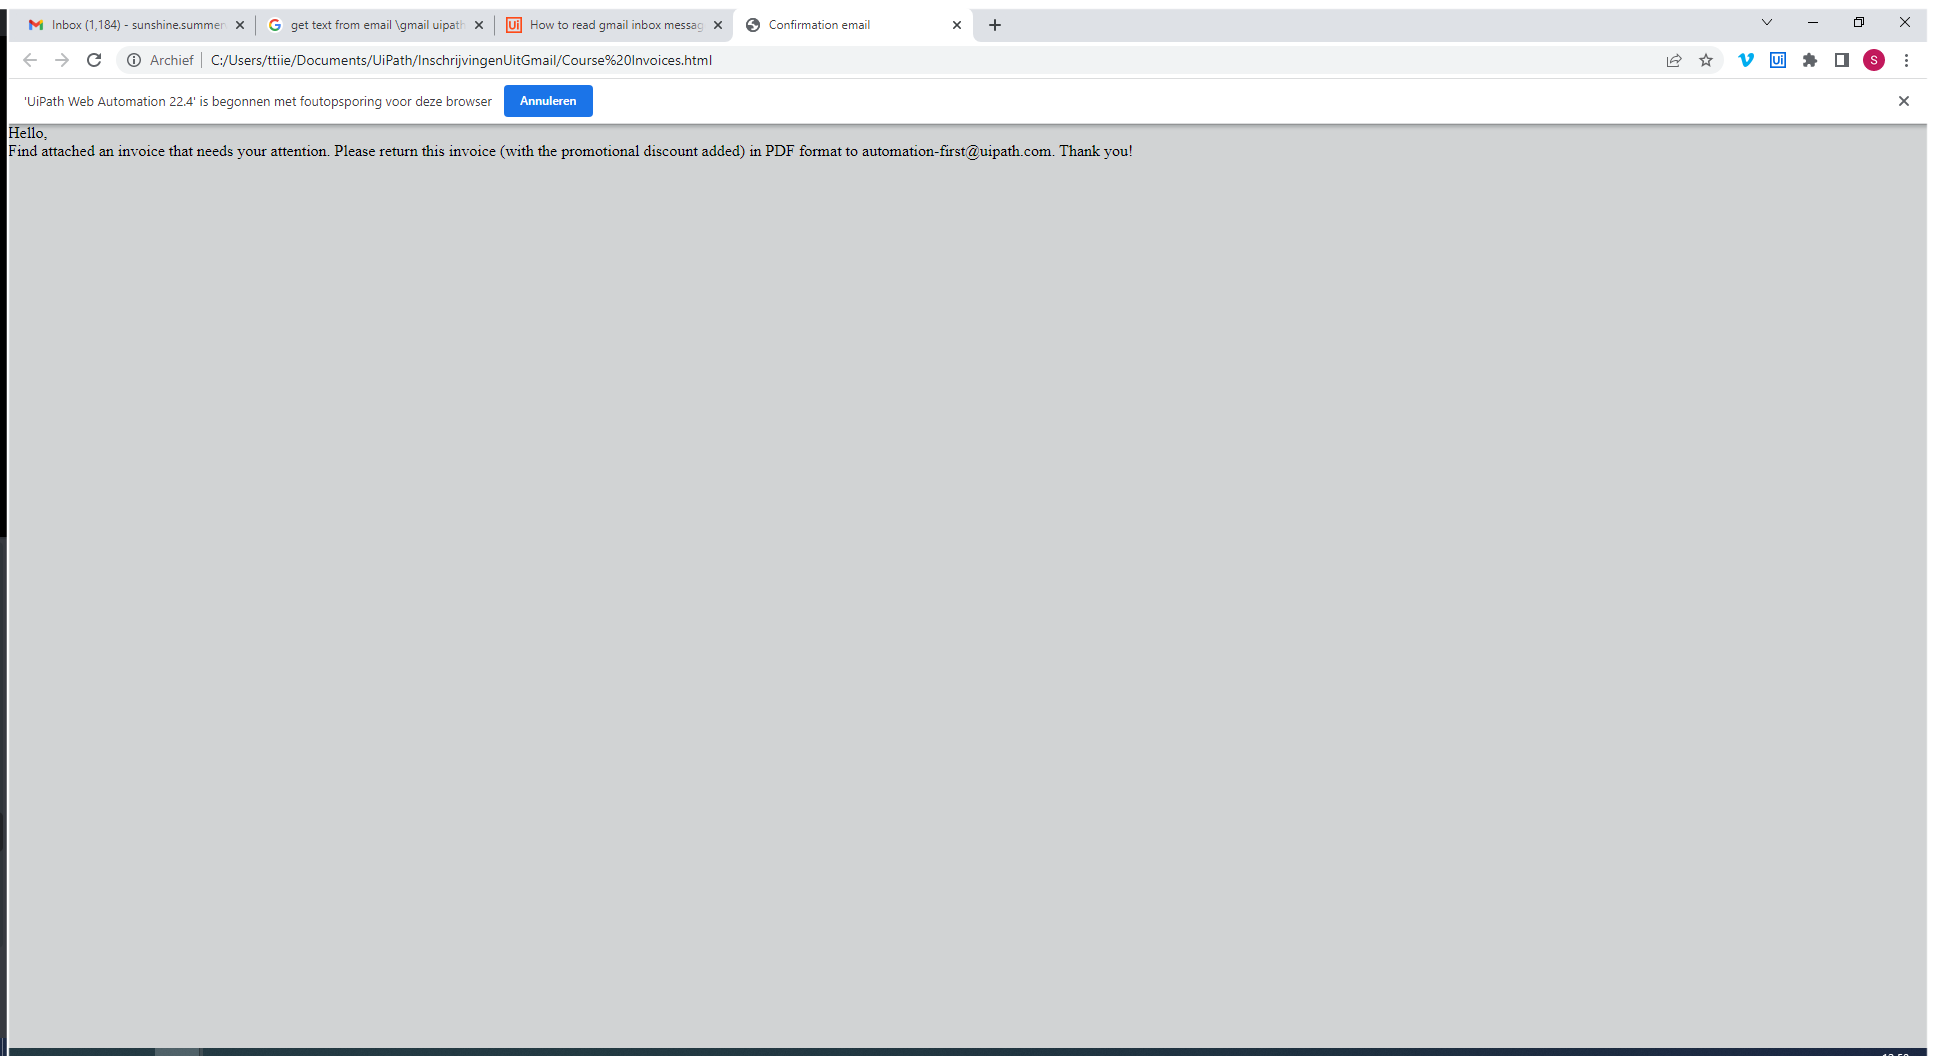 Inbox (1,184) - sunshine.summer
get text from email \gmail uipath
Ui How to read gmail inbox messag
Confirmation email
Archief C:/Users/ttiie/Documents/UiPath/InschrijvingenUitGmail/Course%20Invoices.html
Ui
S
'UiPath Web Automation 22.4' is begonnen met foutopsporing voor deze browser Annuleren
Hello,
Find attached an invoice that needs your attention. Please return this invoice (with the promotional discount added) in PDF format to automation-first@uipath.com. Thank you!